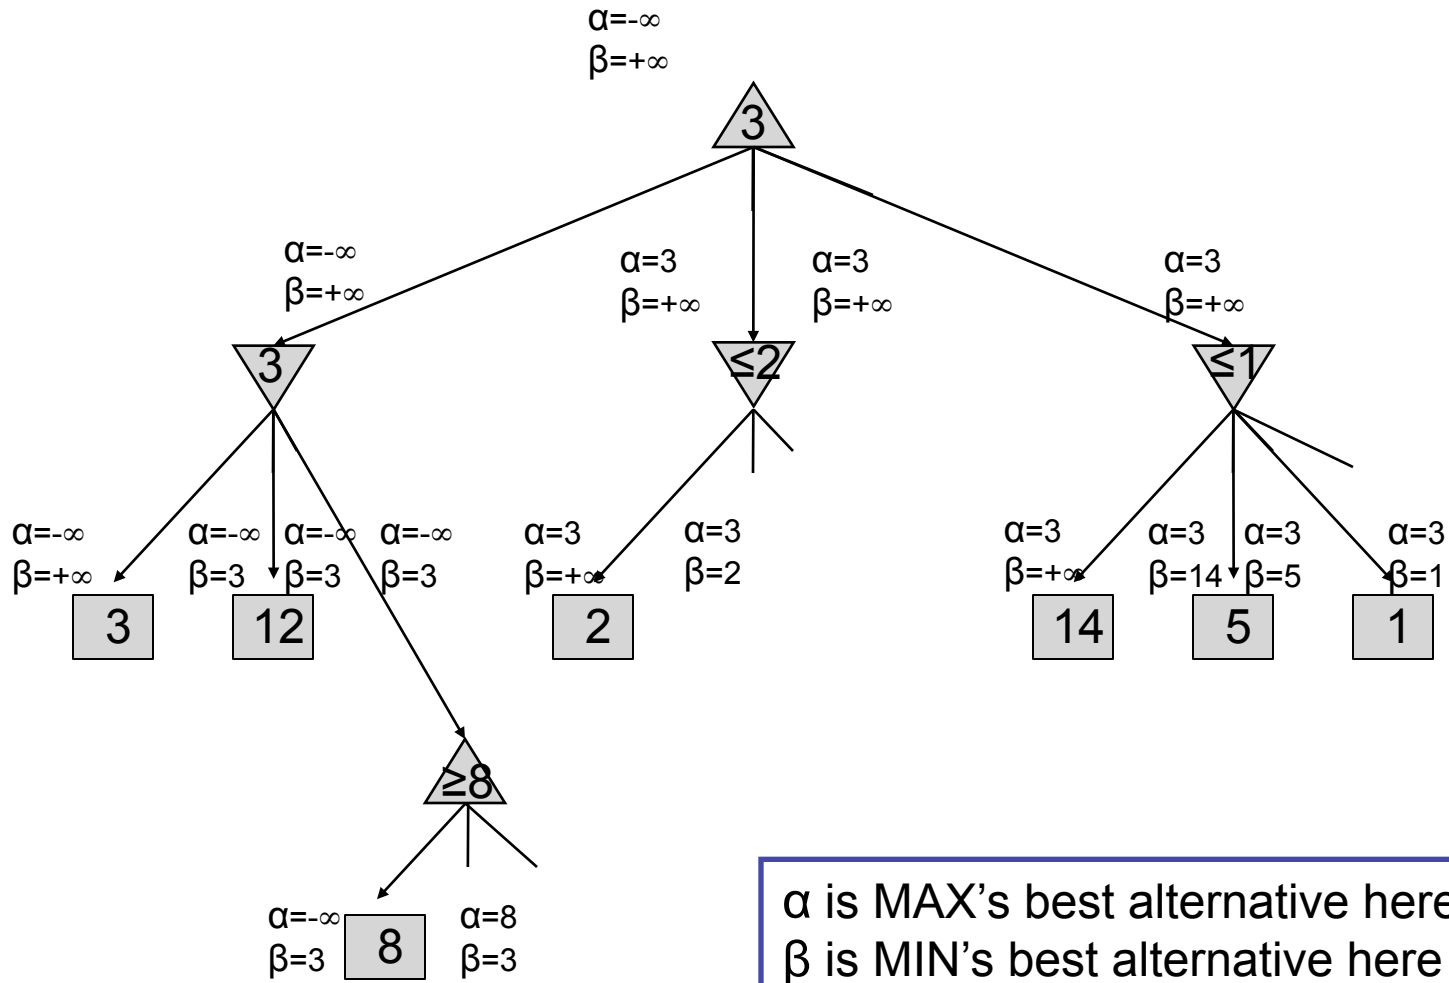 α=-∞
β=+∞
3
α=-∞
β=+∞
α=3
β=+∞
α=3
β=+∞
α=3
β=+∞
3
≤2
≤1
α=-∞
β=+∞
α=-∞
β=3
α=-∞
β=3
α=-∞
β=3
α=3
β=+∞
α=3
β=2
α=3
β=+∞
α=3
β=14
α=3
β=5
α=3
β=1
3
12
2
14
5
1
≥8
α=-∞
β=3
8
α=8
β=3
α is MAX's best alternative here
β is MIN's best alternative here